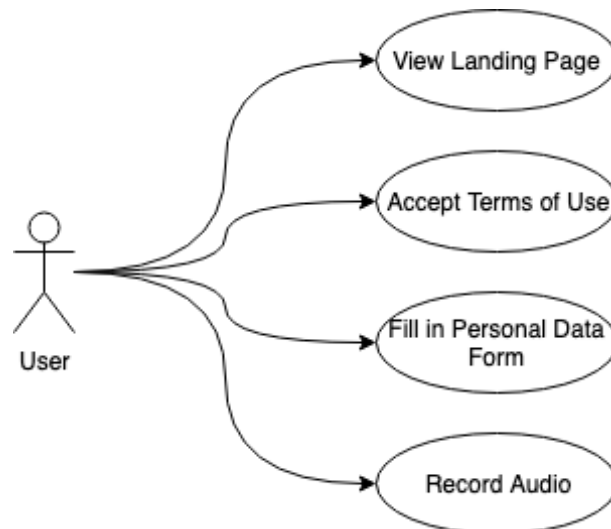 View Landing Page
Accept Terms of Use
Fill in Personal Data
Form
User
Record Audio